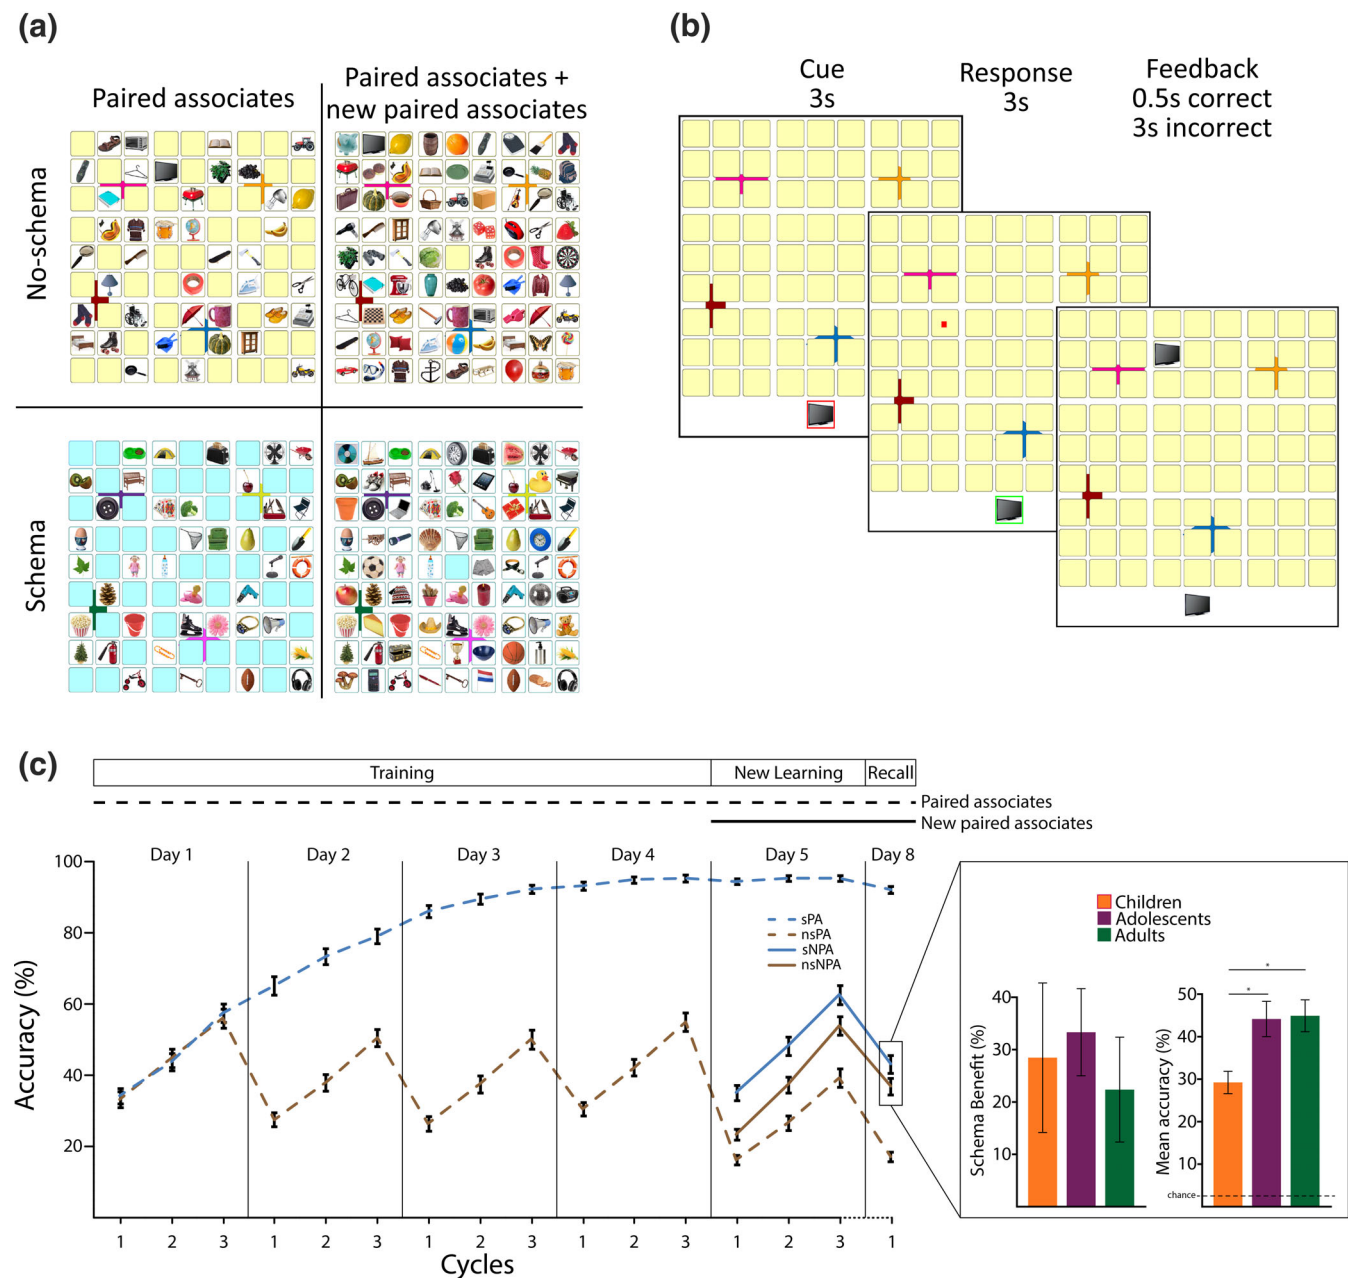 (a)
Paired associates
Paired associates +
new paired associates
No-schema
Schema
(b)
Cue
3s
Response
3s
Feedback
0.5s correct
3s incorrect
(c)
Training
New Learning
Recall
Paired associates
New paired associates
Day 1
Day 2
Day 3
Day 4
Day 5
Day 8
100
80
60
40
20
Accuracy (%)
sPA
nsPA
sNPA
nsNPA
1 2 3 1 2 3 1 2 3 1 2 3 1 2 3 1
Cycles
Children
Adolescents
Adults
40
30
20
10
Schema Benefit (%)
* 
*
50
40
30
20
10
chance
Mean accuracy (%)